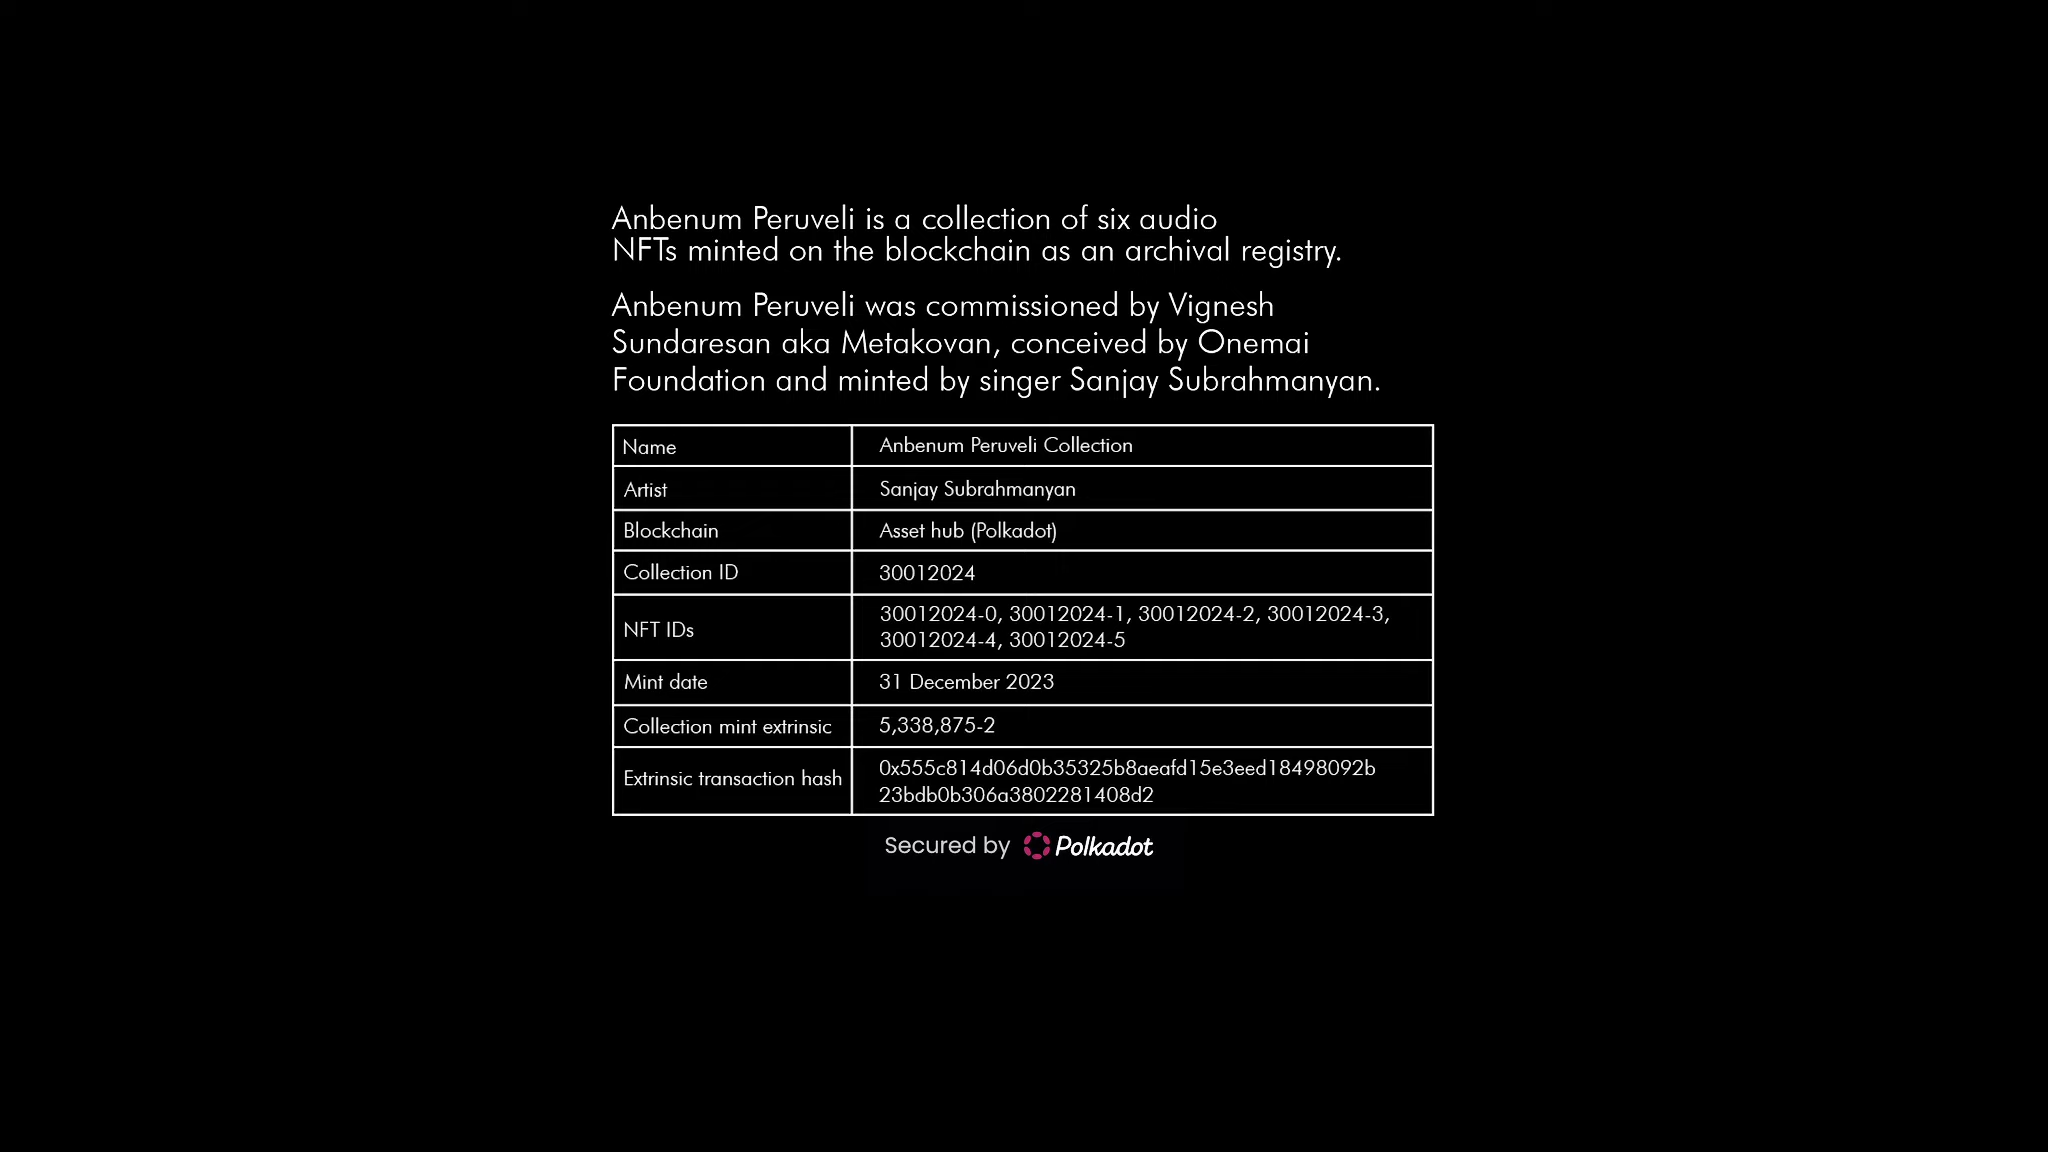 Anbenum Peruveli is a collection of six audio
NFTs minted on the blockchain as an archival registry.
Anbenum Peruveli was commissioned by Vignesh
Sundaresan aka Metakovan, conceived by Onemai
Foundation and minted by singer Sanjay Subrahmanyan.
Name Anbenum Peruveli Collection
Artist Sanjay Subrahmanyan
Blockchain Asset hub (Polkadot)
Collection ID 30012024
NFT IDs 30012024-0, 30012024-1, 30012024-2, 30012024-3,
30012024-4, 30012024-5
Mint date 31 December 2023
Collection mint extrinsic 5,338,875-2
Extrinsic transaction hash 0x555c814d06d0b35325b8aeafd15e3eed18498092b
23bdb0b306a3802281408d2
Secured by Polkadot